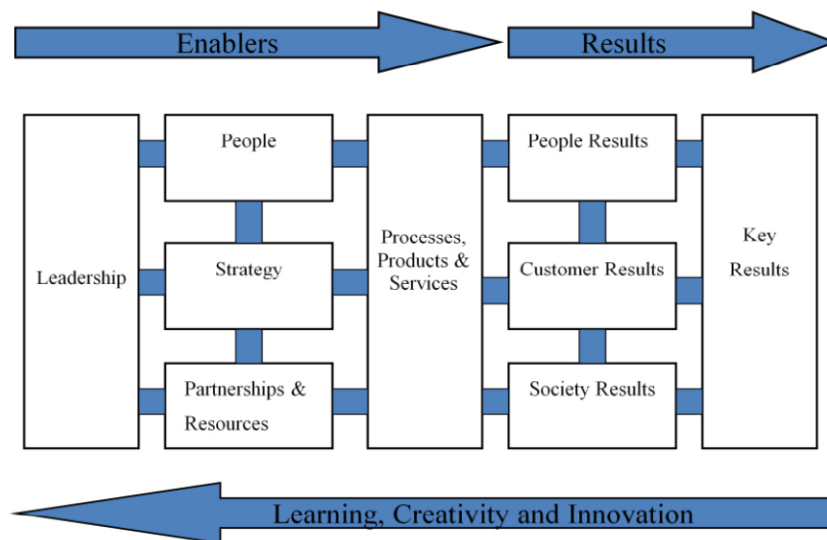 Enablers
Results
People
People Results
Leadership
Strategy
Processes,
Products &
Services
Customer Results
Key
Results
Partnerships &
Resources
Society Results
Learning, Creativity and Innovation